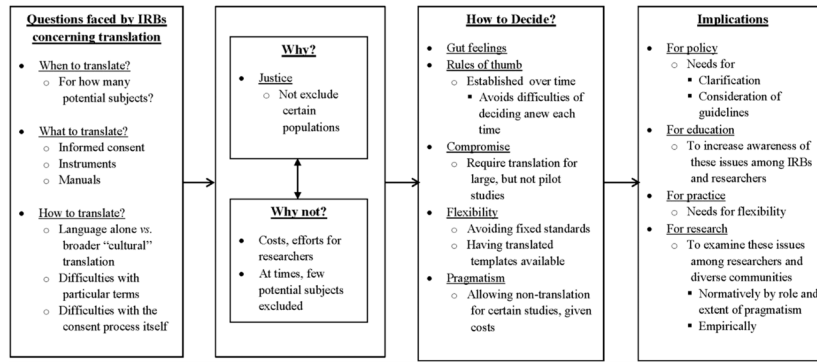 Questions faced by IRBs
concerning translation
• When to translate?
○ For how many
potential subjects?
• What to translate?
○ Informed consent
○ Instruments
○ Manuals
• How to translate?
○ Language alone vs.
broader “cultural”
translation
○ Difficulties with
particular terms
○ Difficulties with the
consent process itself
Why?
• Justice
○ Not exclude
certain
populations
Why not?
• Costs, efforts for
researchers
• At times, few
potential subjects
excluded
How to Decide?
• Gut feelings
• Rules of thumb
○ Established over time
▪ Avoids difficulties of
deciding anew each
time
• Compromise
○ Require translation for
large, but not pilot
studies
• Flexibility
○ Avoiding fixed standards
○ Having translated
templates available
• Pragmatism
○ Allowing non-translation
for certain studies, given
costs
Implications
• For policy
○ Needs for
▪ Clarification
▪ Consideration of
guidelines
• For education
○ To increase awareness of
these issues among IRBs
and researchers
• For practice
○ Needs for flexibility
• For research
○ To examine these issues
among researchers and
diverse communities
▪ Normatively by role and
extent of pragmatism
▪ Empirically